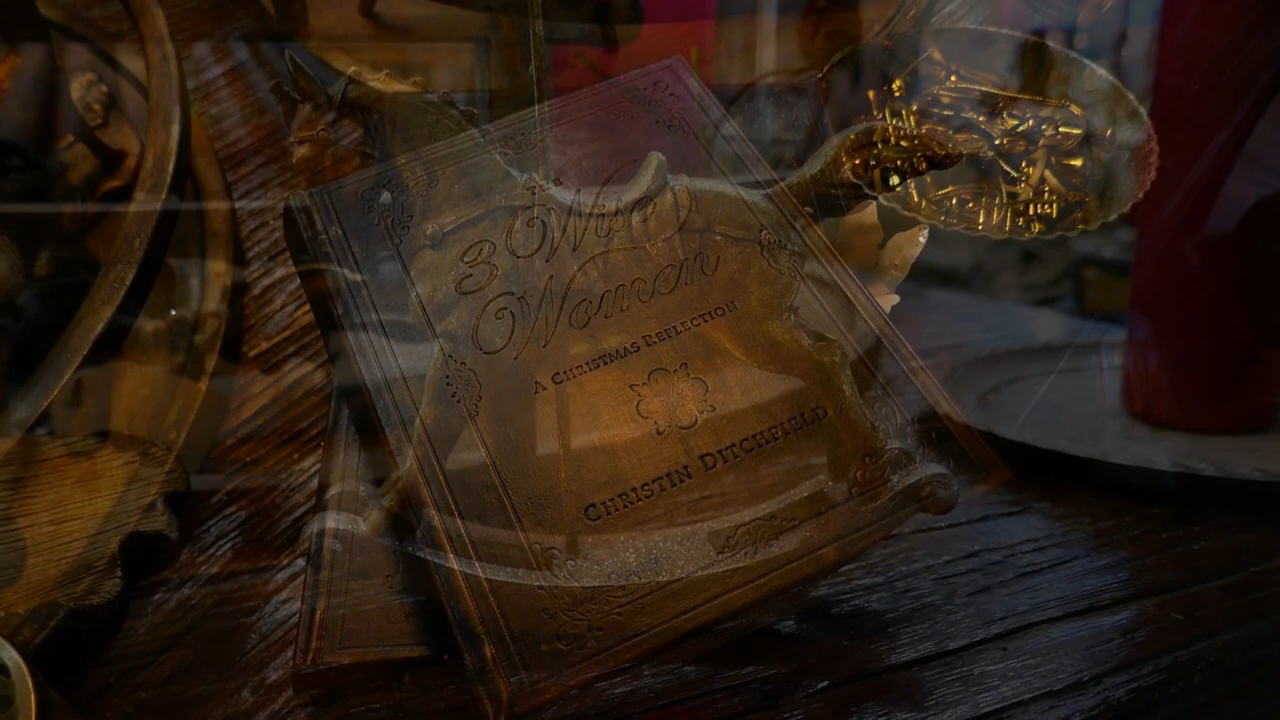 The
3 Wise
Women
A Christmas Reflection
Christin Ditchfield